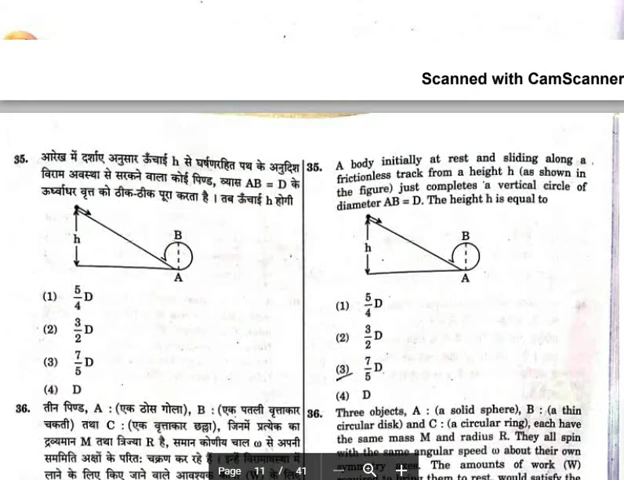 Scanned with CamScanner
35. आरेख में दर्शाए अनुसार ऊँचाई h से घर्षणरहित पथ के अनुदिश
विराम अवस्था से सरकने वाला कोई पिण्ड, व्यास AB = D के
ऊर्ध्वाधर वृत्त को ठीक-ठीक पूरा करता है । तब ऊँचाई h होगी
h
B
A
(1) 5/4 D
(2) 3/2 D
(3) 7/5 D
(4) D
36. तीन पिण्ड, A : (एक ठोस गोला), B : (एक पतली वृत्ताकार
चकती) तथा C : (एक वृत्ताकार छल्ला), जिनमें प्रत्येक का
द्रव्यमान M तथा त्रिज्या R है, समान कोणीय चाल ω से अपनी
सममिति अक्षों के परित: चक्रण कर रहे हैं
लाने के लिए किए जाने वाले आवश्यक
35. A body initially at rest and sliding along a
frictionless track from a height h (as shown in
the figure) just completes a vertical circle of
diameter AB = D. The height h is equal to
h
B
A
(1) 5/4 D
(2) 3/2 D
(3) 7/5 D
(4) D
36. Three objects, A : (a solid sphere), B : (a thin
circular disk) and C : (a circular ring), each have
the same mass M and radius R. They all spin
with the same angular speed ω about their own
The amounts of work (W)
them to rest, would satisfy the
Page 11 / 41